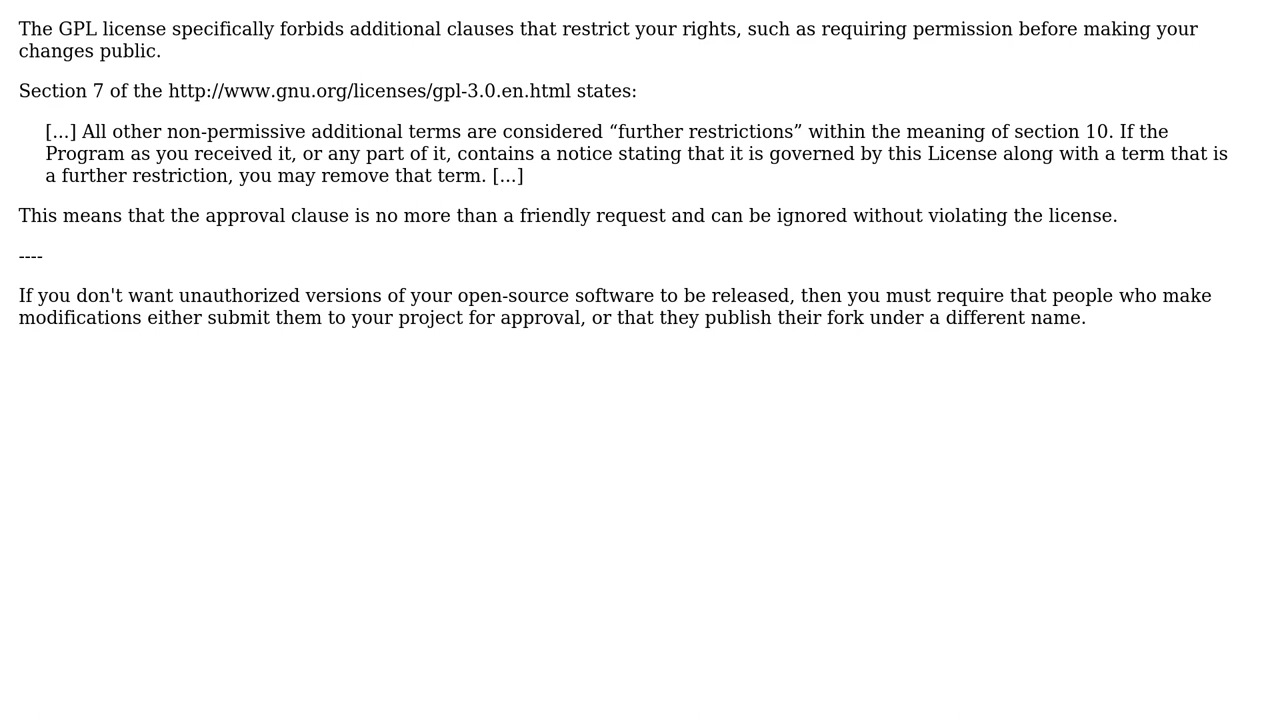 The GPL license specifically forbids additional clauses that restrict your rights, such as requiring permission before making your
changes public.
Section 7 of the http://www.gnu.org/licenses/gpl-3.0.en.html states:
[...] All other non-permissive additional terms are considered “further restrictions” within the meaning of section 10. If the
Program as you received it, or any part of it, contains a notice stating that it is governed by this License along with a term that is
a further restriction, you may remove that term. [...]
This means that the approval clause is no more than a friendly request and can be ignored without violating the license.
----
If you don't want unauthorized versions of your open-source software to be released, then you must require that people who make
modifications either submit them to your project for approval, or that they publish their fork under a different name.